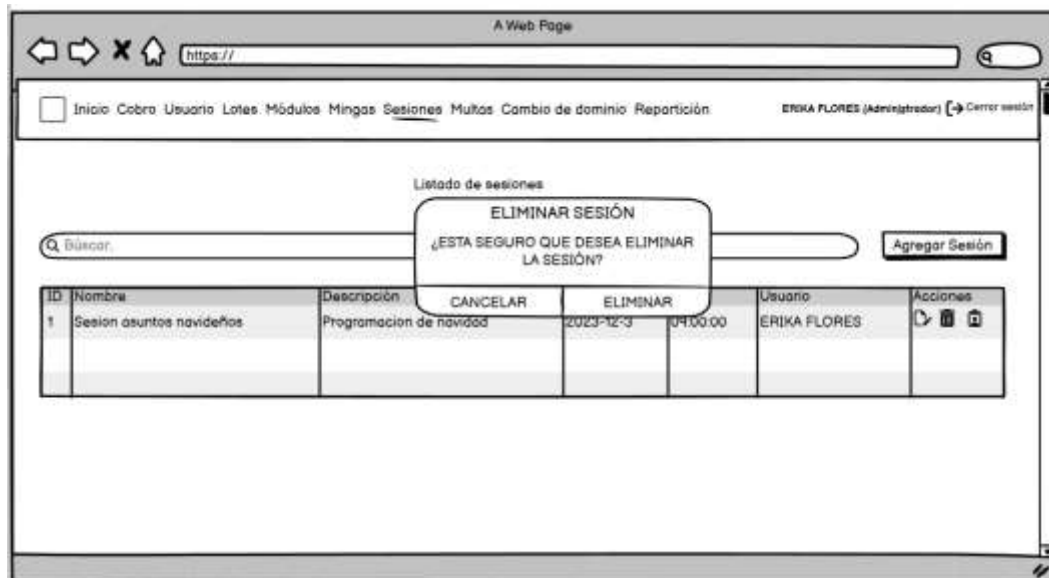 A Web Page
https://
Inicio Cobro Usuario Lotes Módulos Mingas Sesiones Multas Cambio de dominio Repartición ERIKA FLORES (Administrador) Cerrar sesión
Listado de sesiones
ELIMINAR SESIÓN
¿ESTA SEGURO QUE DESEA ELIMINAR
LA SESIÓN?
Búscar. Agregar Sesión
CANCELAR ELIMINAR
ID Nombre Descripción Usuario Acciones
1 Sesion asuntos navideños Programacion de navidad 2023-12-3 09:00:00 ERIKA FLORES